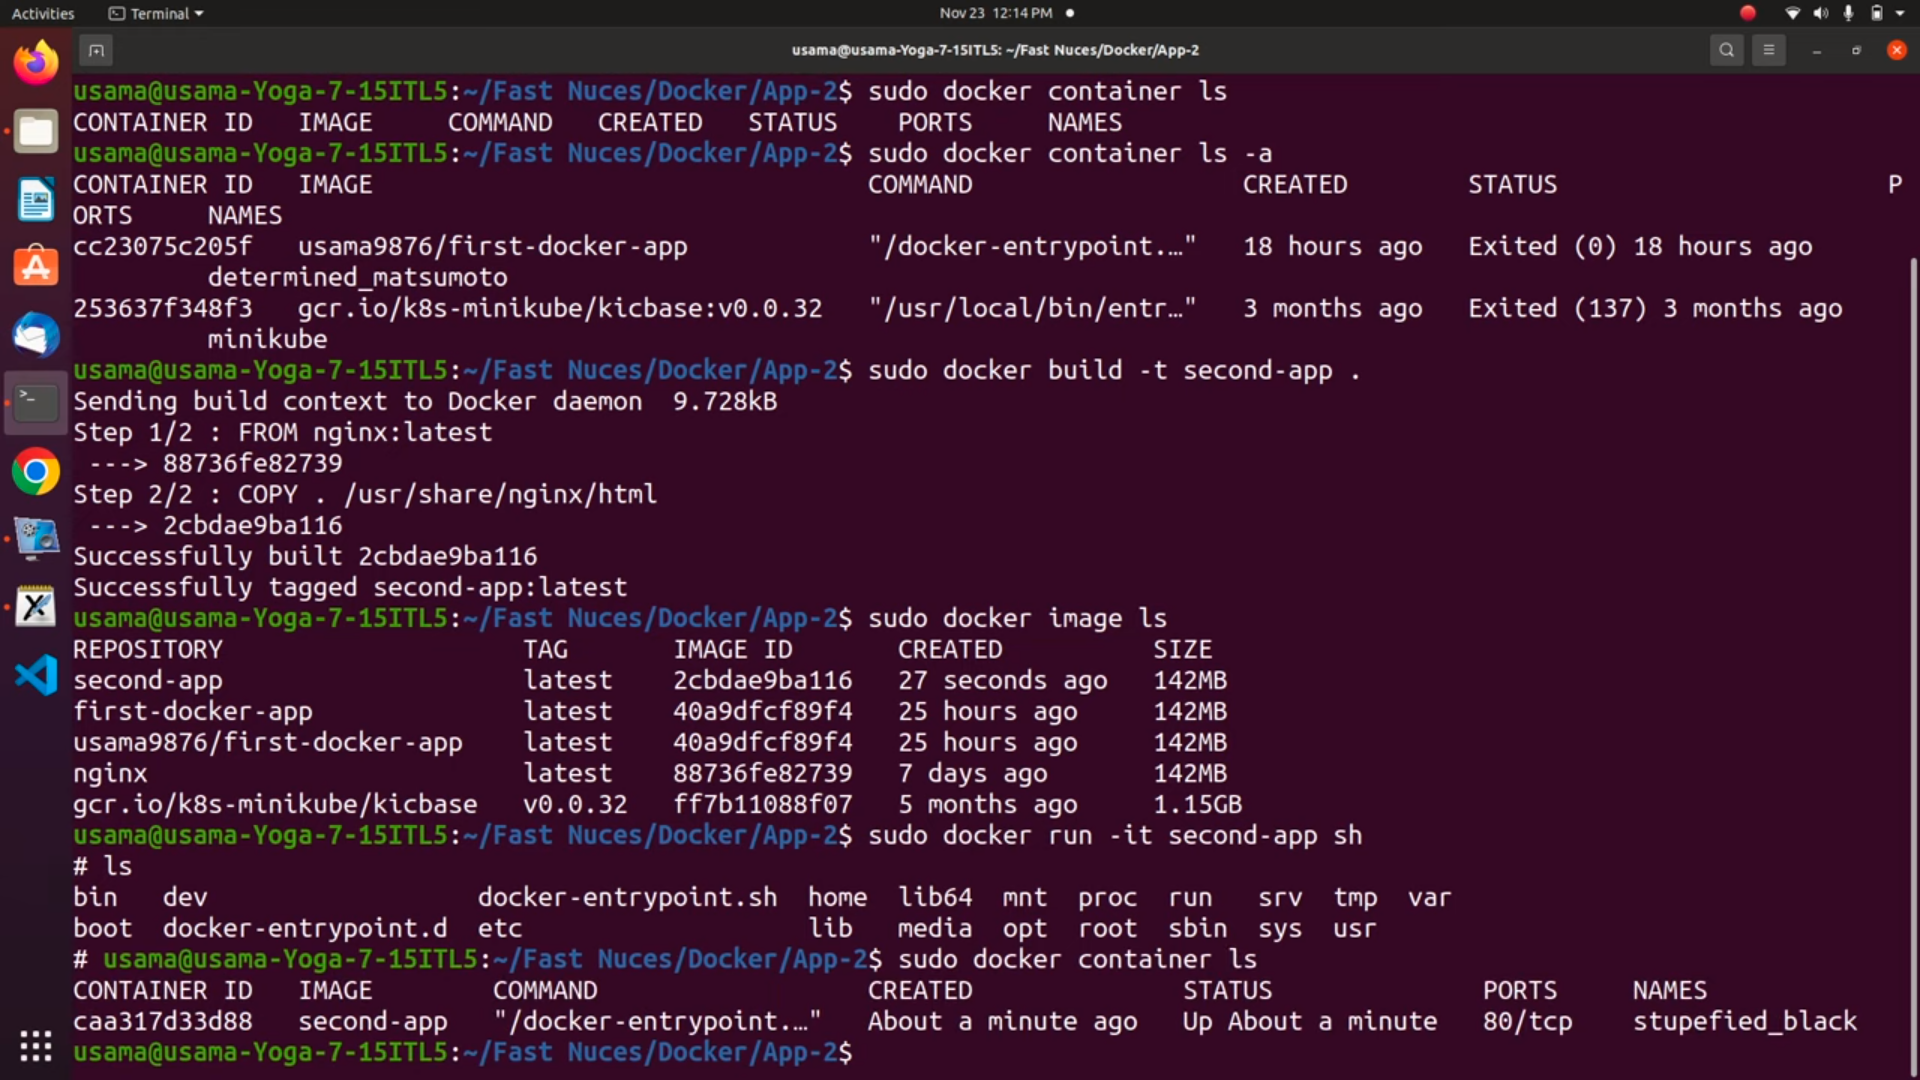 Activities Terminal Nov 23 12:14 PM
usama@usama-Yoga-7-15ITL5: ~/Fast Nuces/Docker/App-2
usama@usama-Yoga-7-15ITL5:~/Fast Nuces/Docker/App-2$ sudo docker container ls
CONTAINER ID IMAGE COMMAND CREATED STATUS PORTS NAMES
usama@usama-Yoga-7-15ITL5:~/Fast Nuces/Docker/App-2$ sudo docker container ls -a
CONTAINER ID IMAGE COMMAND CREATED STATUS P
ORTS NAMES
cc23075c205f usama9876/first-docker-app "/docker-entrypoint.…" 18 hours ago Exited (0) 18 hours ago
determined_matsumoto
253637f348f3 gcr.io/k8s-minikube/kicbase:v0.0.32 "/usr/local/bin/entr…" 3 months ago Exited (137) 3 months ago
minikube
usama@usama-Yoga-7-15ITL5:~/Fast Nuces/Docker/App-2$ sudo docker build -t second-app .
Sending build context to Docker daemon 9.728kB
Step 1/2 : FROM nginx:latest
---> 88736fe82739
Step 2/2 : COPY . /usr/share/nginx/html
---> 2cbdae9ba116
Successfully built 2cbdae9ba116
Successfully tagged second-app:latest
usama@usama-Yoga-7-15ITL5:~/Fast Nuces/Docker/App-2$ sudo docker image ls
REPOSITORY TAG IMAGE ID CREATED SIZE
second-app latest 2cbdae9ba116 27 seconds ago 142MB
first-docker-app latest 40a9dfcf89f4 25 hours ago 142MB
usama9876/first-docker-app latest 40a9dfcf89f4 25 hours ago 142MB
nginx latest 88736fe82739 7 days ago 142MB
gcr.io/k8s-minikube/kicbase v0.0.32 ff7b11088f07 5 months ago 1.15GB
usama@usama-Yoga-7-15ITL5:~/Fast Nuces/Docker/App-2$ sudo docker run -it second-app sh
# ls
bin dev docker-entrypoint.sh home lib64 mnt proc run srv tmp var
boot docker-entrypoint.d etc lib media opt root sbin sys usr
# usama@usama-Yoga-7-15ITL5:~/Fast Nuces/Docker/App-2$ sudo docker container ls
CONTAINER ID IMAGE COMMAND CREATED STATUS PORTS NAMES
caa317d33d88 second-app "/docker-entrypoint.…" About a minute ago Up About a minute 80/tcp stupefied_black
usama@usama-Yoga-7-15ITL5:~/Fast Nuces/Docker/App-2$